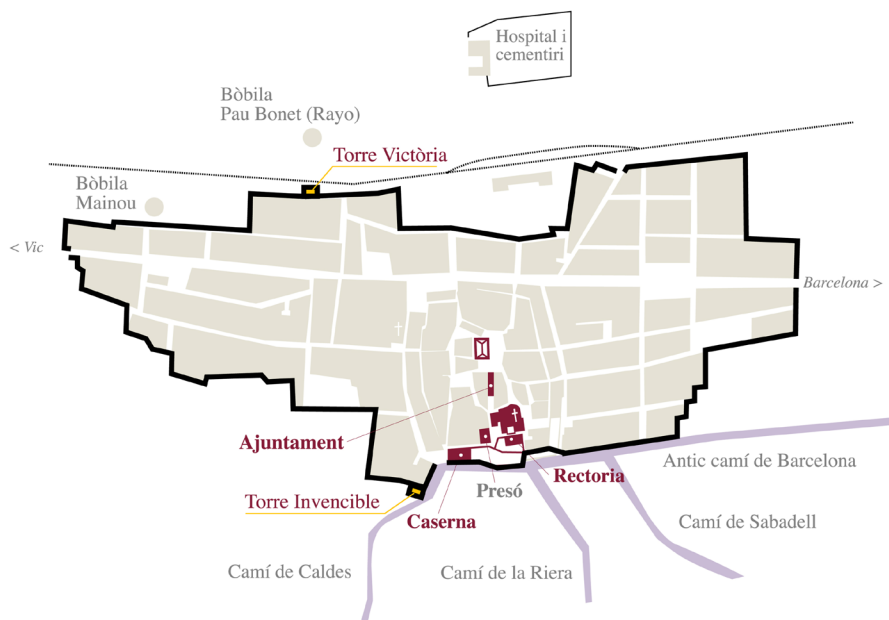 Hospital i
cementiri
Bòbila
Pau Bonet (Rayo)
Torre Victòria
Bòbila
Mainou
< Vic
Barcelona >
Ajuntament
Antic camí de Barcelona
Rectoria
Presó
Torre Invencible
Caserna
Camí de Sabadell
Camí de Caldes
Camí de la Riera